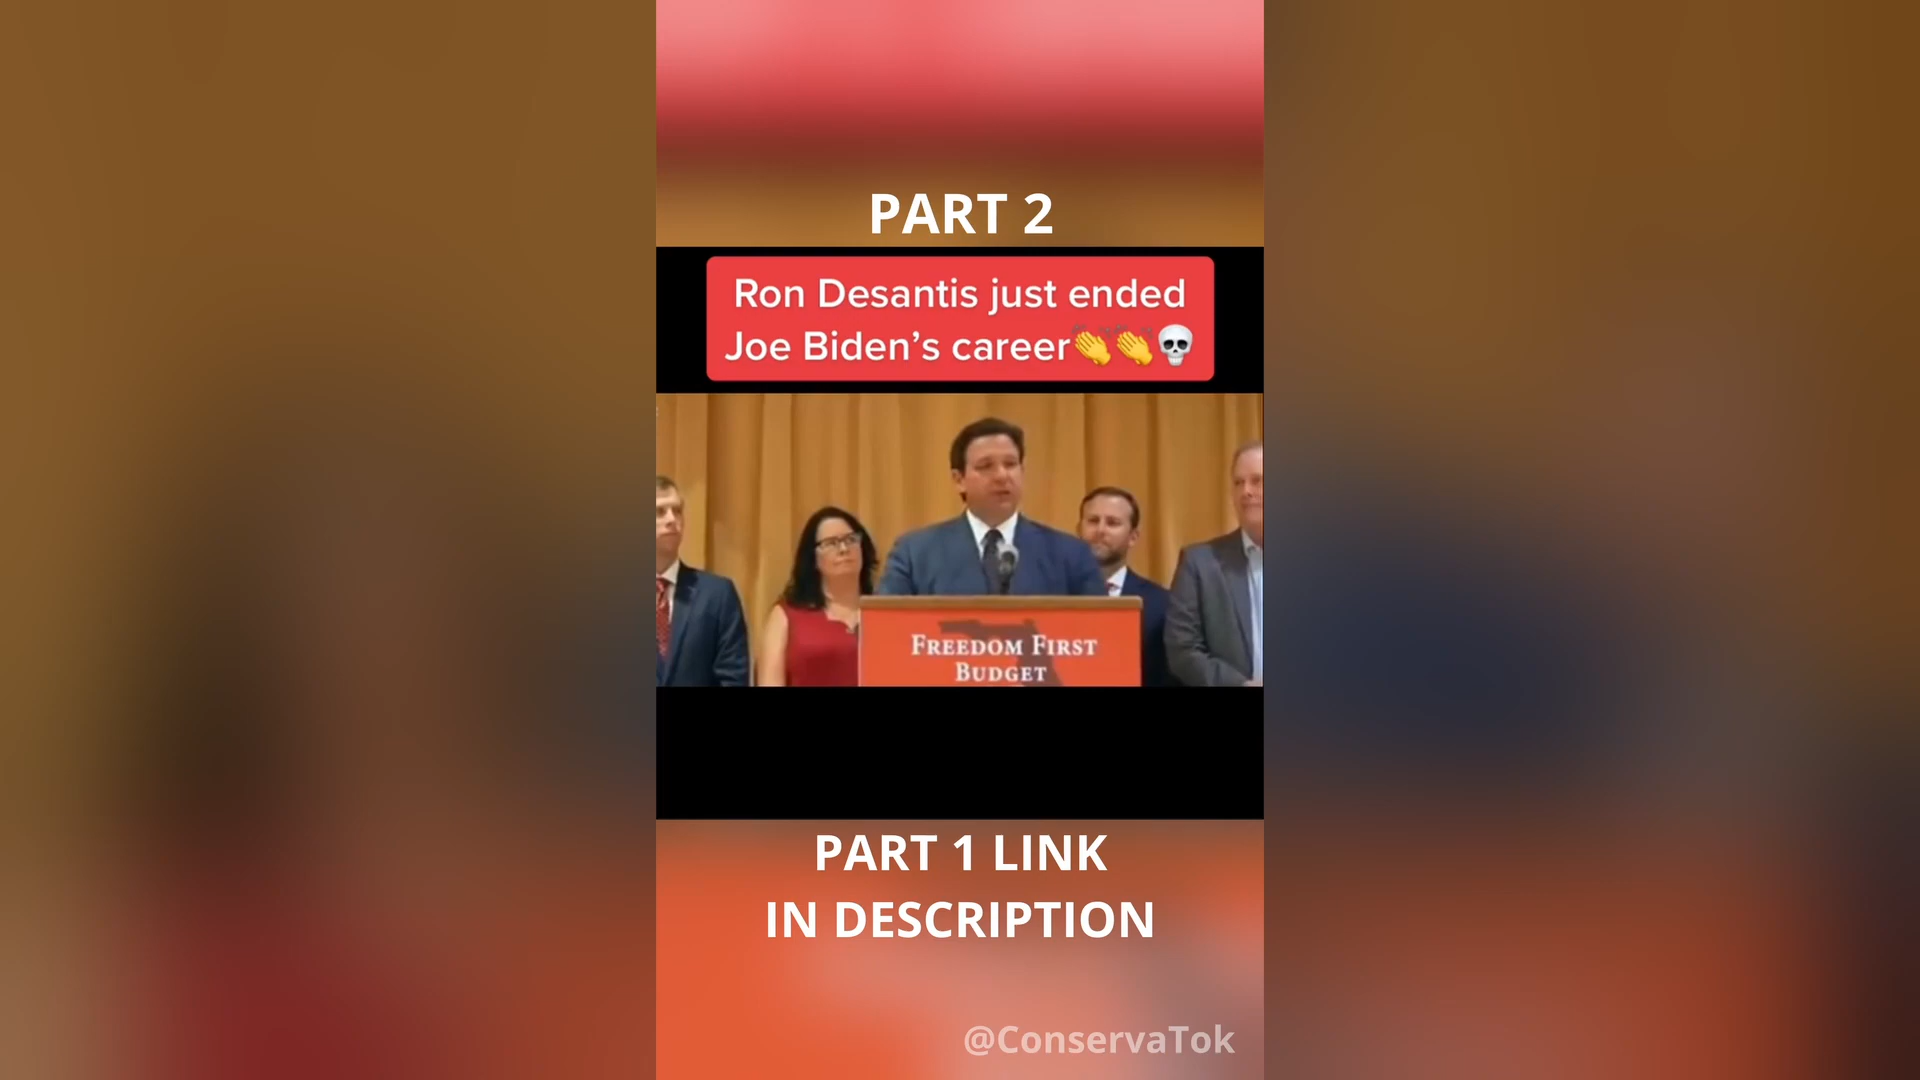 PART 2
Ron Desantis just ended
Joe Biden’s career👏👏💀
FREEDOM FIRST
BUDGET
PART 1 LINK
IN DESCRIPTION
@ConservaTok